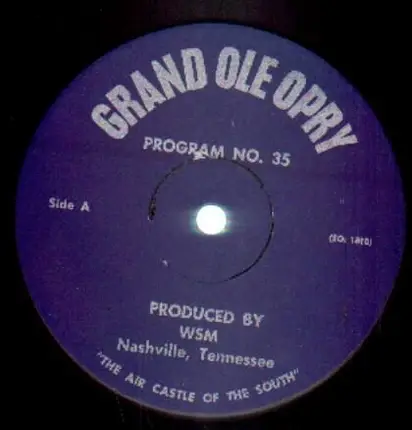 GRAND OLE OPRY
PROGRAM NO. 35
Side A
PRODUCED BY
WSM
Nashville, Tennessee
"THE AIR CASTLE OF THE SOUTH"